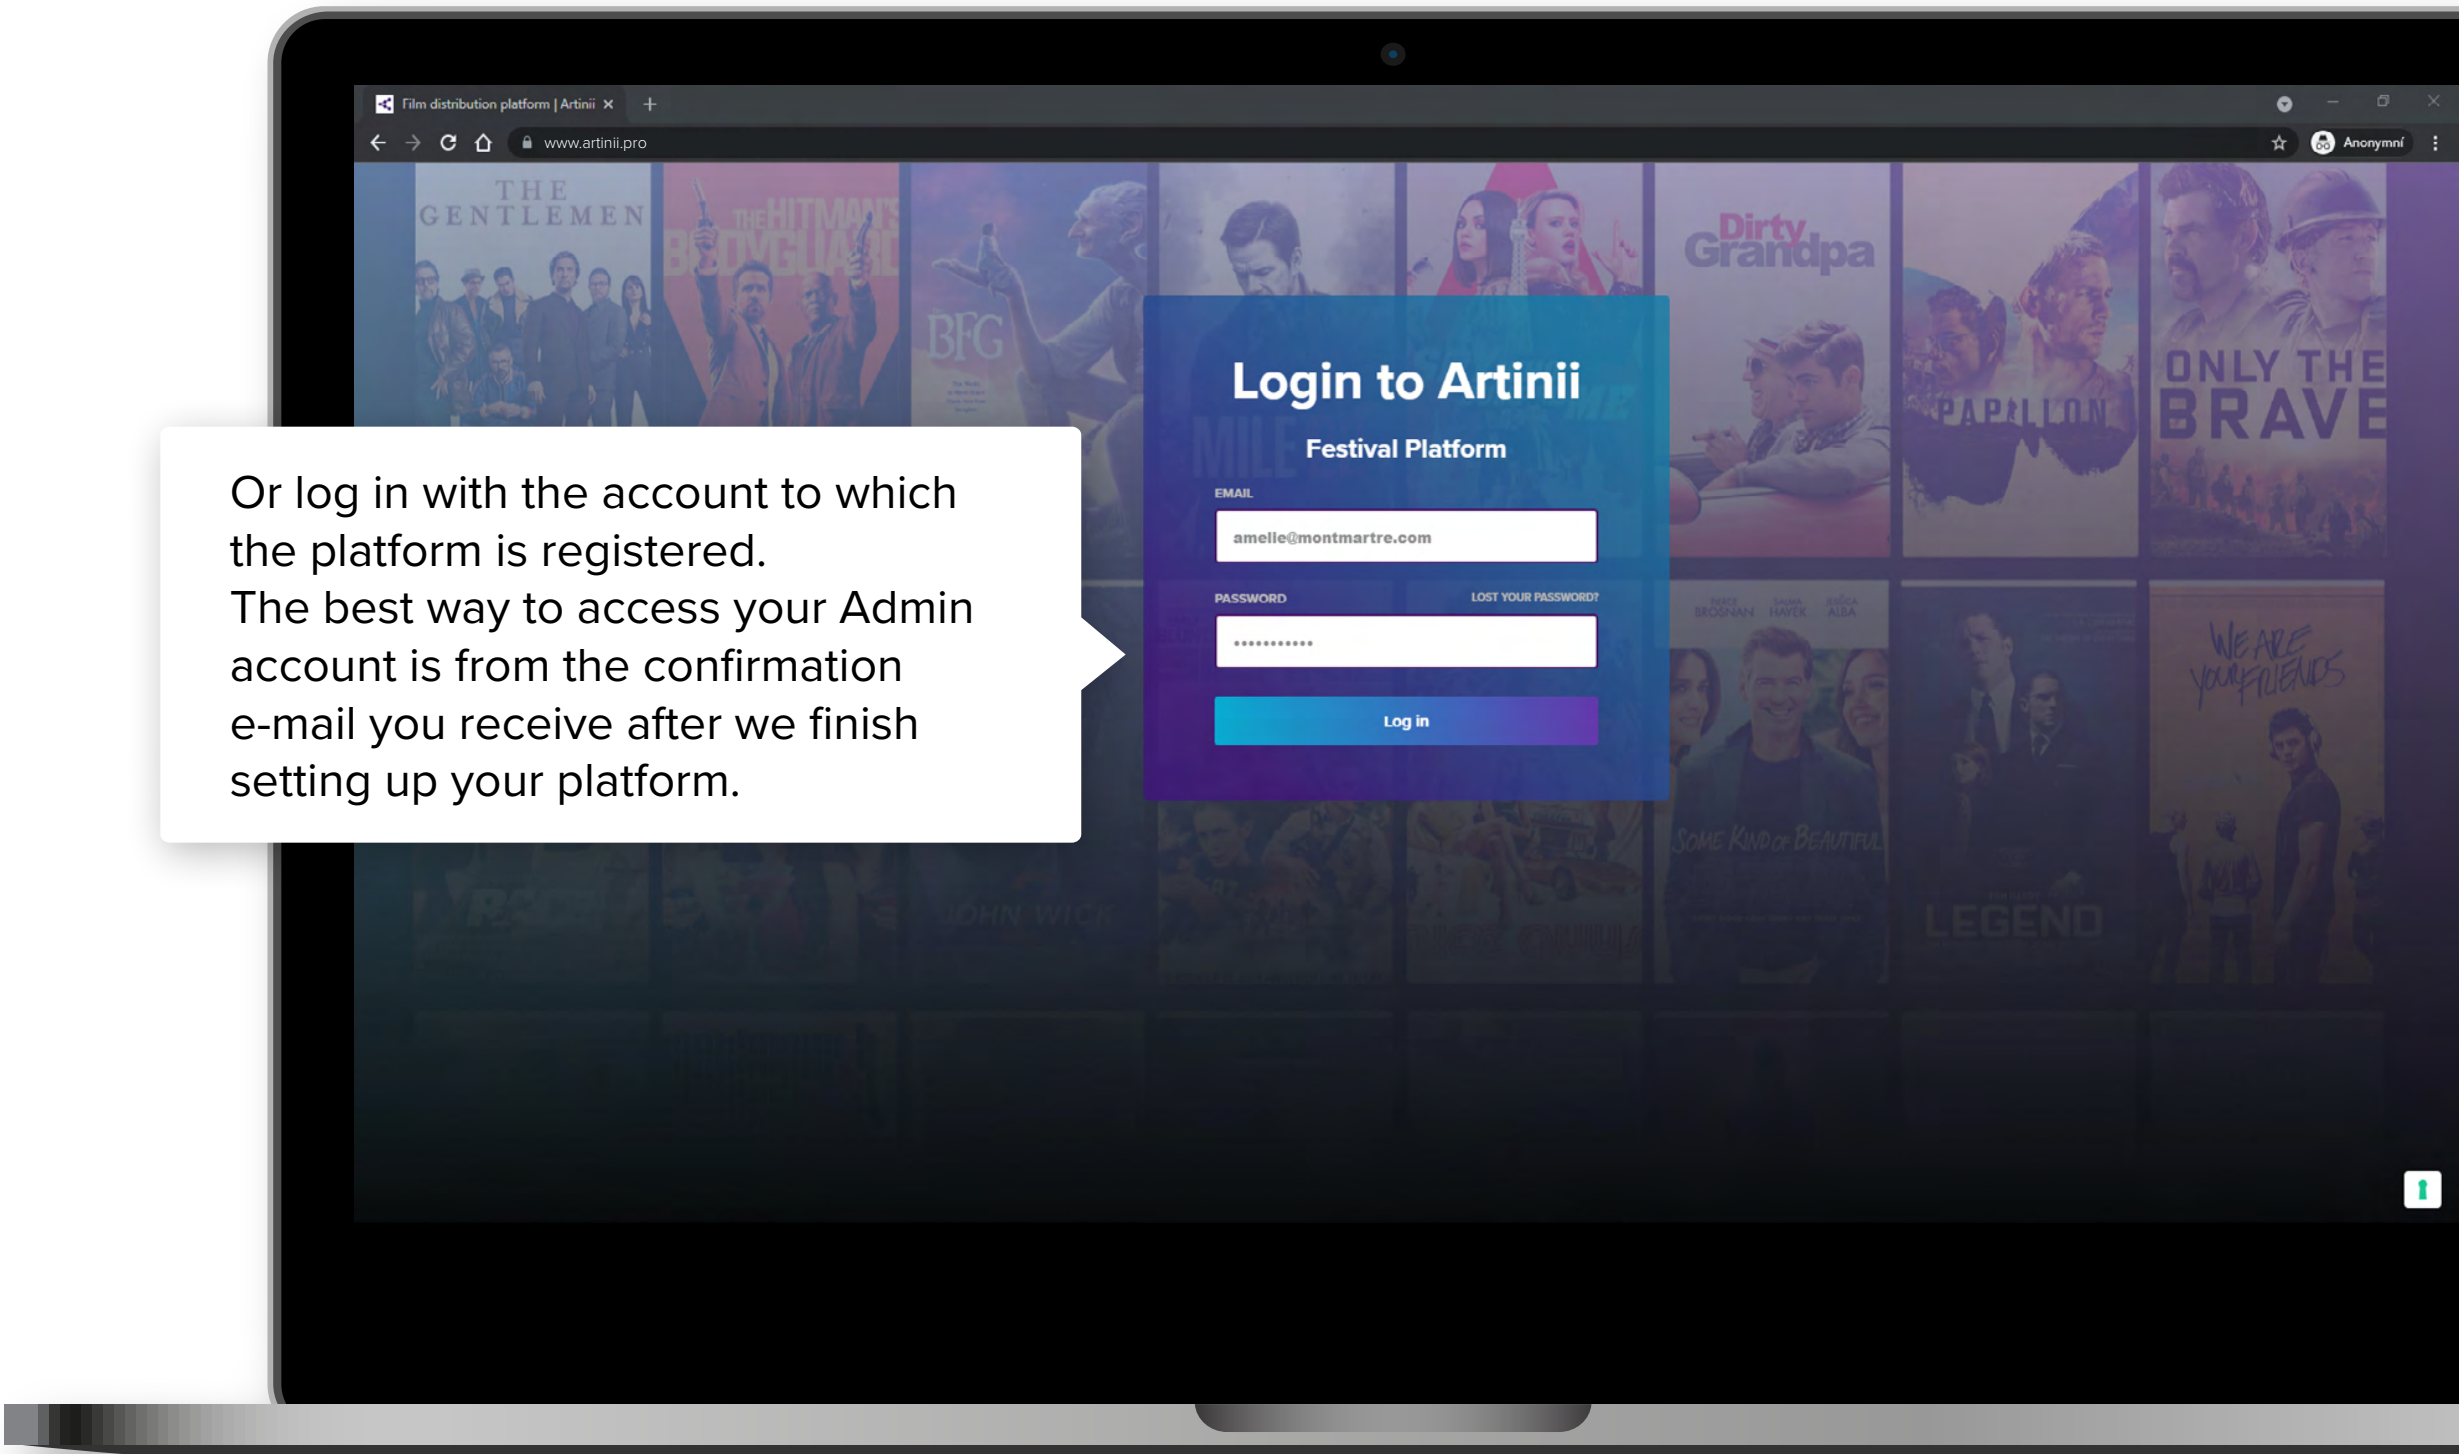 Film distribution platform | Artinii
www.artinii.pro
Anonymní
THE
GENTLEMEN
THE HITMAN'S
BODYGUARD
BFG
MILE
ME
Dirty
Grandpa
PAPILLON
ONLY THE
BRAVE
Login to Artinii
Festival Platform
EMAIL
amelie@montmartre.com
PASSWORD
LOST YOUR PASSWORD?
Log in
Or log in with the account to which
the platform is registered.
The best way to access your Admin
account is from the confirmation
e-mail you receive after we finish
setting up your platform.
BROSNAN HAYEK ALBA
WE ARE
YOUR FRIENDS
RACE
JOHN WICK
SOME KIND OF BEAUTIFUL
LEGEND